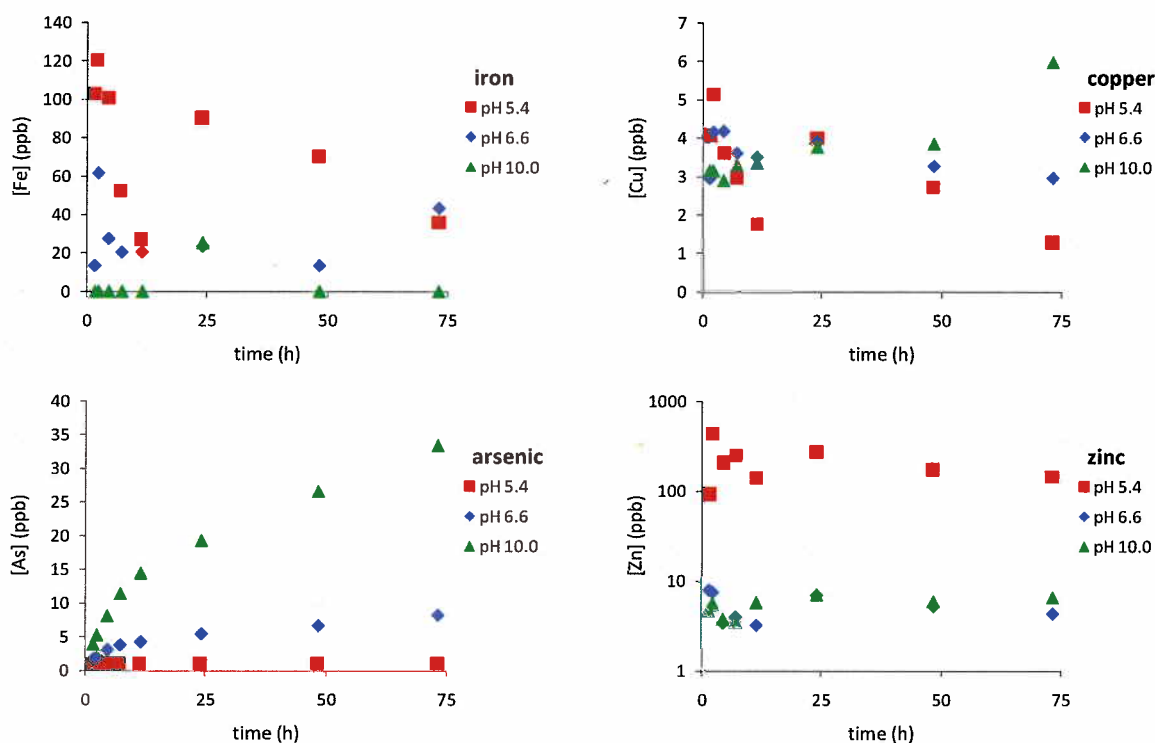 [Fe] (ppb)
140
120
100
80
60
40
20
0
0
25
50
75
time (h)
iron
pH 5.4
pH 6.6
pH 10.0
[Cu] (ppb)
7
6
5
4
3
2
1
0
0
25
50
75
time (h)
copper
pH 5.4
pH 6.6
pH 10.0
[As] (ppb)
40
35
30
25
20
15
10
5
0
0
25
50
75
time (h)
arsenic
pH 5.4
pH 6.6
pH 10.0
[Zn] (ppb)
1000
100
10
1
0
25
50
75
time (h)
zinc
pH 5.4
pH 6.6
pH 10.0